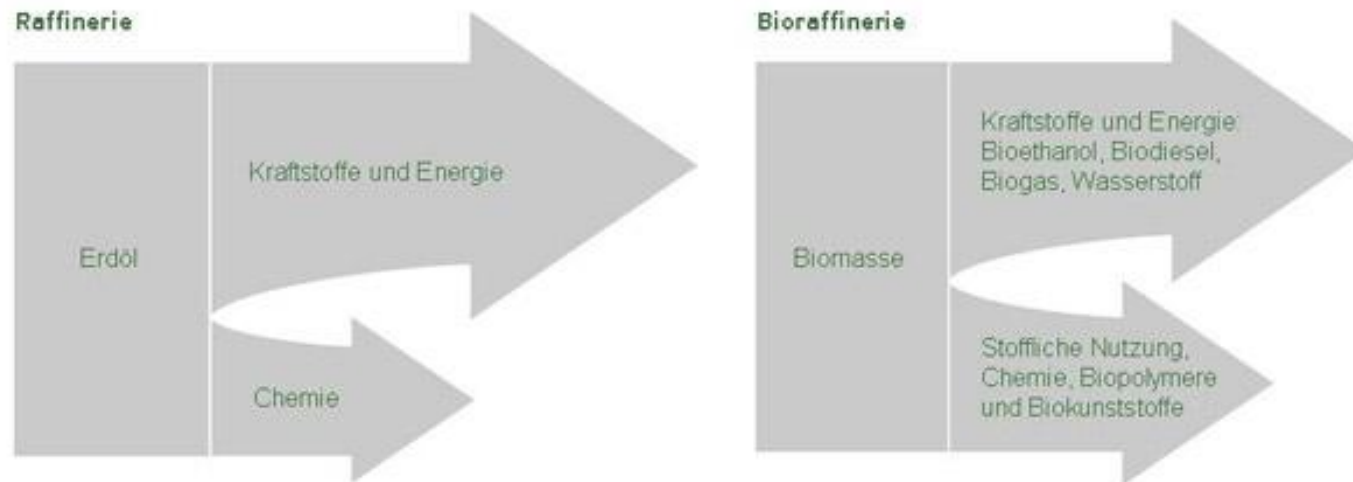 Raffinerie
Erdöl
Kraftstoffe und Energie
Chemie
Bioraffinerie
Biomasse
Kraftstoffe und Energie
Bioethanol, Biodiesel,
Biogas, Wasserstoff
Stoffliche Nutzung,
Chemie, Biopolymere
und Biokunststoffe